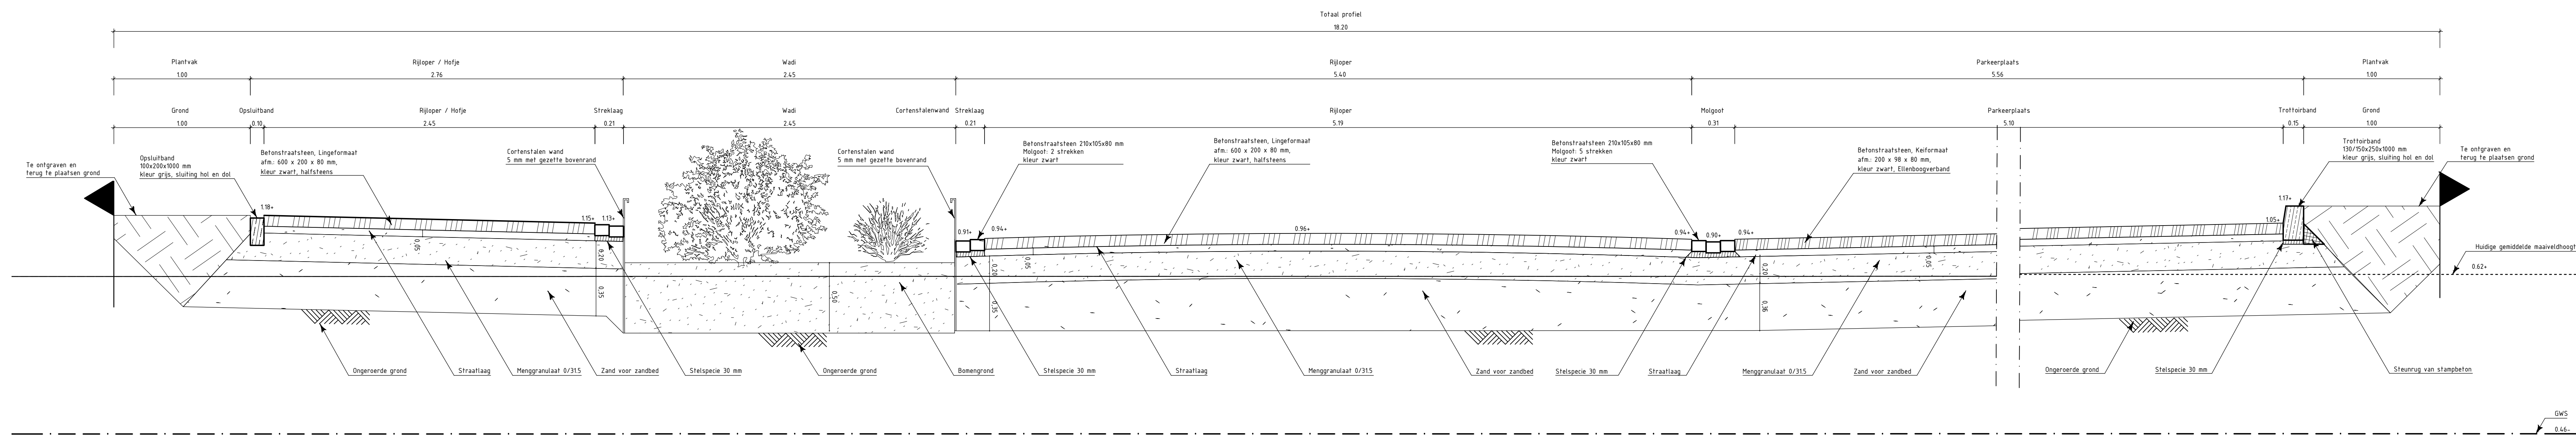 Totaal profiel
18.20
Plantvak
Rijloper / Hofje
Wadi
Rijloper
Parkeerplaats
Plantvak
1.00
2.76
2.45
5.40
5.56
1.00
Grond
Opsluitband
Rijloper / Hofje
Streklaag
Wadi
Cortenstalenwand
Streklaag
Rijloper
Molgoot
Parkeerplaats
Trottoirband
Grond
1.00
0.10
2.45
0.21
2.45
0.21
5.19
0.31
5.10
0.15
1.00
Te ontgraven en
terug te plaatsen grond
Opsluitband
100x200x1000 mm
kleur grijs, sluiting hol en dol
Betonstraatsteen, Lingeformaat
afm.: 600 x 200 x 80 mm,
kleur zwart, halfsteens
Cortenstalen wand
5 mm met gezette bovenrand
Cortenstalen wand
5 mm met gezette bovenrand
Betonstraatsteen 210x105x80 mm
Molgoot: 2 strekken
kleur zwart
Betonstraatsteen, Lingeformaat
afm.: 600 x 200 x 80 mm,
kleur zwart, halfsteens
Betonstraatsteen 210x105x80 mm
Molgoot: 5 strekken
kleur zwart
Betonstraatsteen, Keiformaat
afm.: 200 x 98 x 80 mm,
kleur zwart, Ellenboogverband
Trottoirband
130/150x250x1000 mm
kleur grijs, sluiting hol en dol
Te ontgraven en
terug te plaatsen grond
1.18+
1.15+
1.13+
0.91+
0.94+
0.96+
0.94+
0.90+
0.94+
1.05+
1.17+
0.05
0.20
0.35
0.50
0.20
0.05
0.35
0.20
0.36
0.05
Huidige gemiddelde maaiveldhoogt
0.62+
Ongeroerde grond
Straatlaag
Menggranulaat 0/31.5
Zand voor zandbed
Stelspecie 30 mm
Ongeroerde grond
Bomengrond
Stelspecie 30 mm
Straatlaag
Menggranulaat 0/31.5
Zand voor zandbed
Stelspecie 30 mm
Straatlaag
Menggranulaat 0/31.5
Zand voor zandbed
Ongeroerde grond
Stelspecie 30 mm
Steunrug van stampbeton
GWS
0.46-